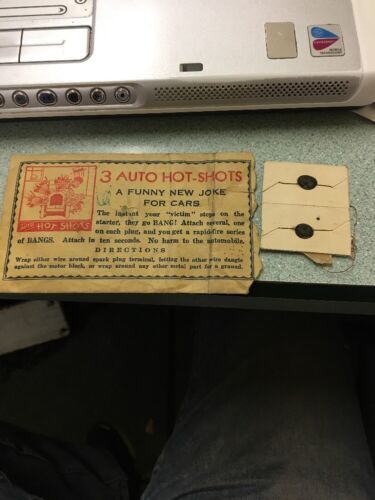 3 AUTO HOT-SHOTS
A FUNNY NEW JOKE
FOR CARS
The instant your "victim" steps on the
starter, they go BANG! Attach several, one
on each plug, and you get a rapid-fire series
of BANGS. Attach in ten seconds. No harm to the automobile.
DIRECTIONS
Wrap either wire around spark plug terminal, letting the other wire dangle
against the motor block, or wrap around any other metal part for a ground.
HOT SHOTS